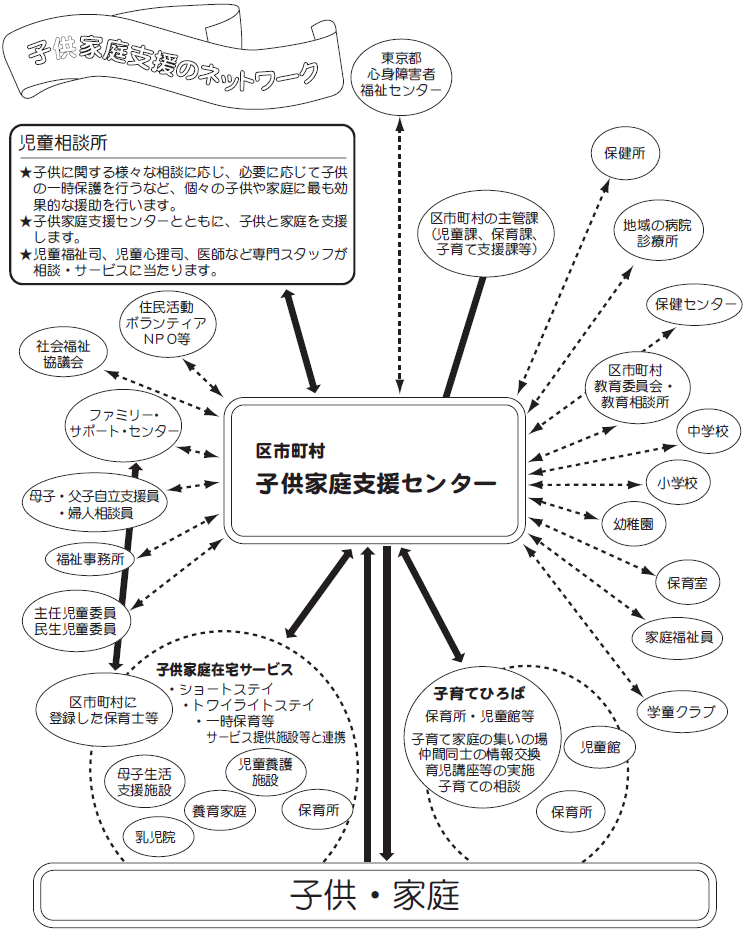 子供家庭支援のネットワーク
東京都
心身障害者
福祉センター
児童相談所
★子供に関する様々な相談に応じ、必要に応じて子供
の一時保護を行うなど、個々の子供や家庭に最も効
果的な援助を行います。
★子供家庭支援センターとともに、子供と家庭を支援
します。
★児童福祉司、児童心理司、医師など専門スタッフが
相談・サービスに当たります。
区市町村の主管課
（児童課、保育課、
子育て支援課等）
保健所
地域の病院
診療所
保健センター
区市町村
教育委員会・
教育相談所
中学校
小学校
幼稚園
保育室
家庭福祉員
学童クラブ
住民活動
ボランティア
NPO等
社会福祉
協議会
ファミリー・
サポート・センター
母子・父子自立支援員
・婦人相談員
福祉事務所
主任児童委員
民生児童委員
区市町村
子供家庭支援センター
区市町村に
登録した保育士等
子供家庭在宅サービス
・ショートステイ
・トワイライトステイ
・一時保育等
サービス提供施設等と連携
母子生活
支援施設
児童養護
施設
養育家庭
保育所
乳児院
子育てひろば
保育所・児童館等
子育て家庭の集いの場
仲間同士の情報交換
育児講座等の実施
子育ての相談
児童館
保育所
子供・家庭